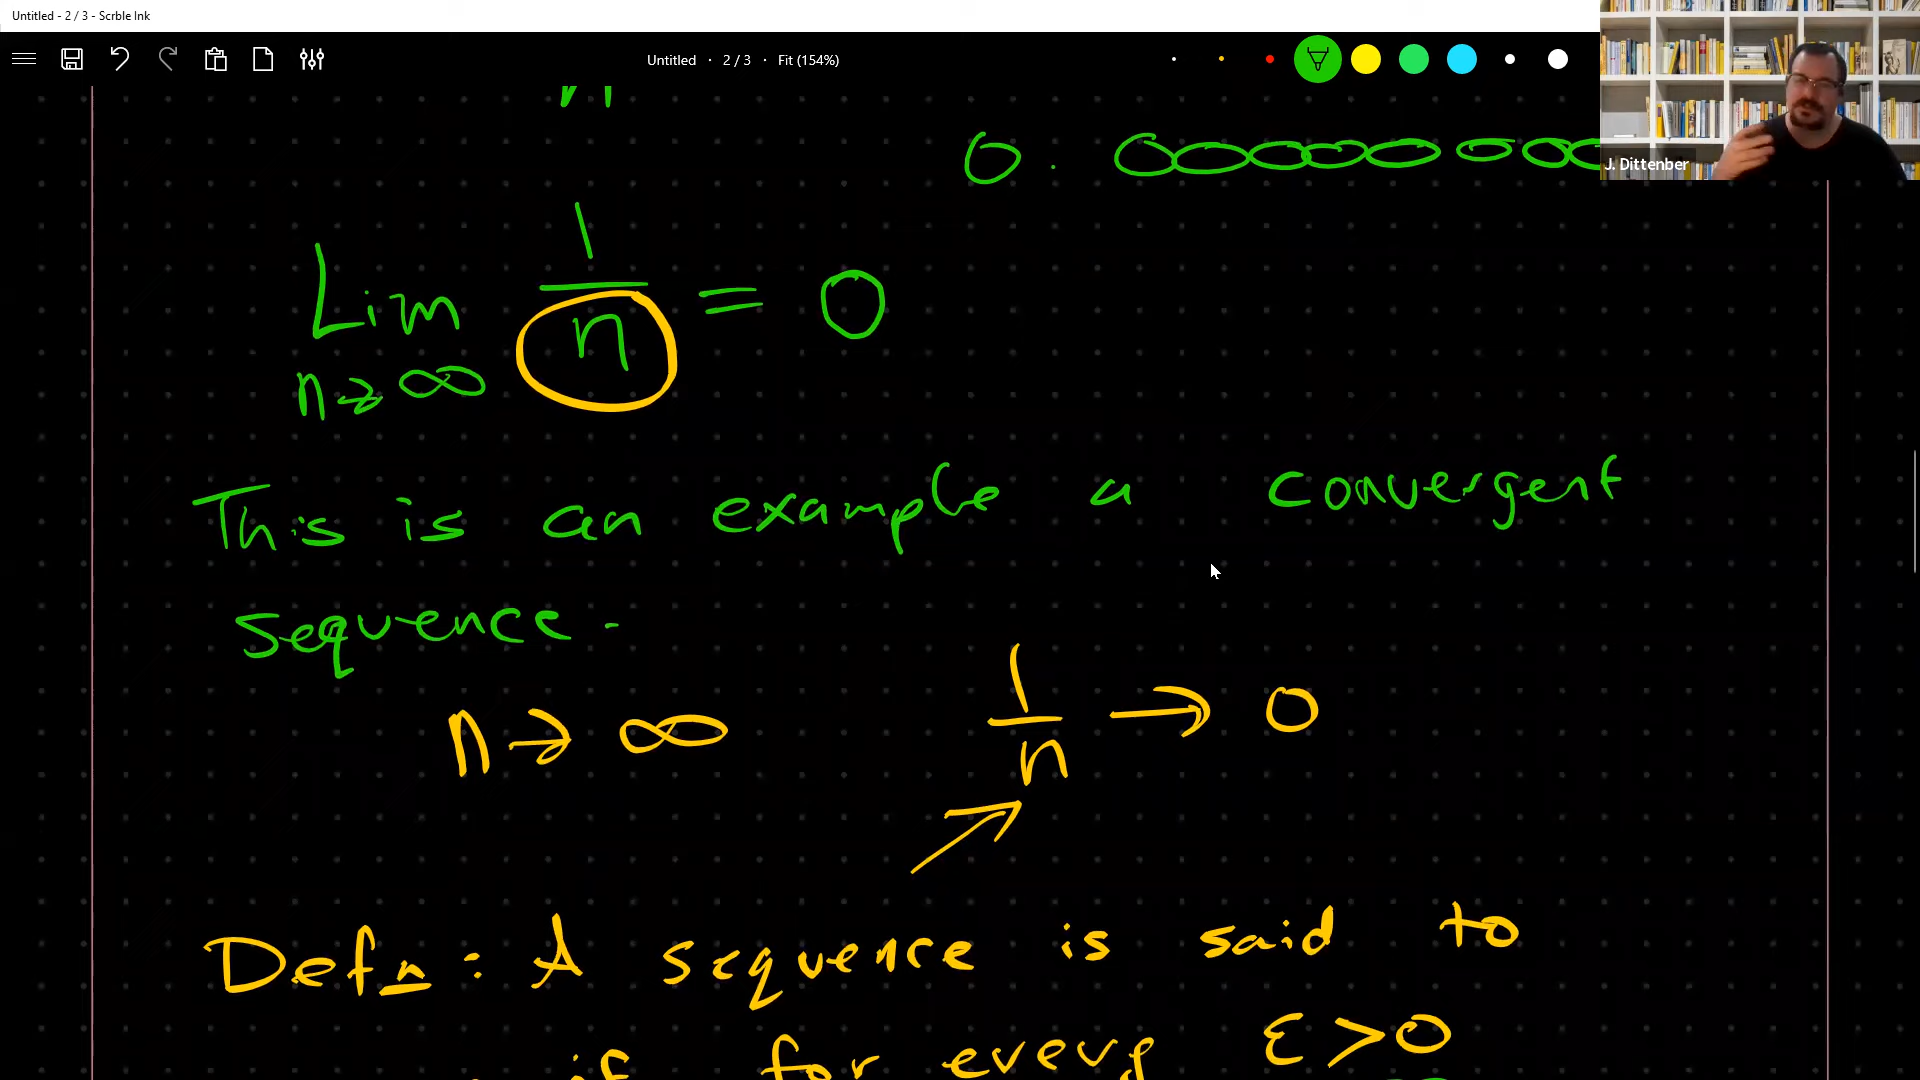 Untitled - 2 / 3 - Scrble Ink
Untitled · 2 / 3 · Fit (154%)
J. Dittenber
n
0. 0000000
Lim 1/n = 0
n → ∞
This is an example a convergent
sequence.
n → ∞ 1/n → 0
Defn: A sequence is said to
if for every ε > 0